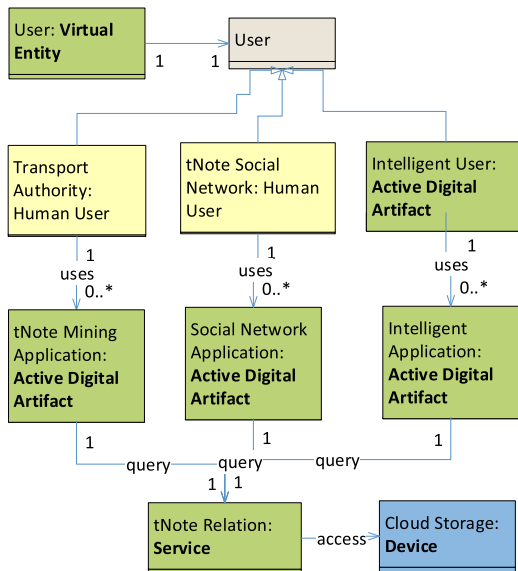 User: Virtual
Entity
User
1
1
Transport
Authority:
Human User
tNote Social
Network: Human
User
Intelligent User:
Active Digital
Artifact
1
uses
0..*
1
uses
0..*
1
uses
0..*
tNote Mining
Application:
Active Digital
Artifact
Social Network
Application:
Active Digital
Artifact
Intelligent
Application:
Active Digital
Artifact
1
1
1
query
query
query
1
1
tNote Relation:
Service
access
Cloud Storage:
Device